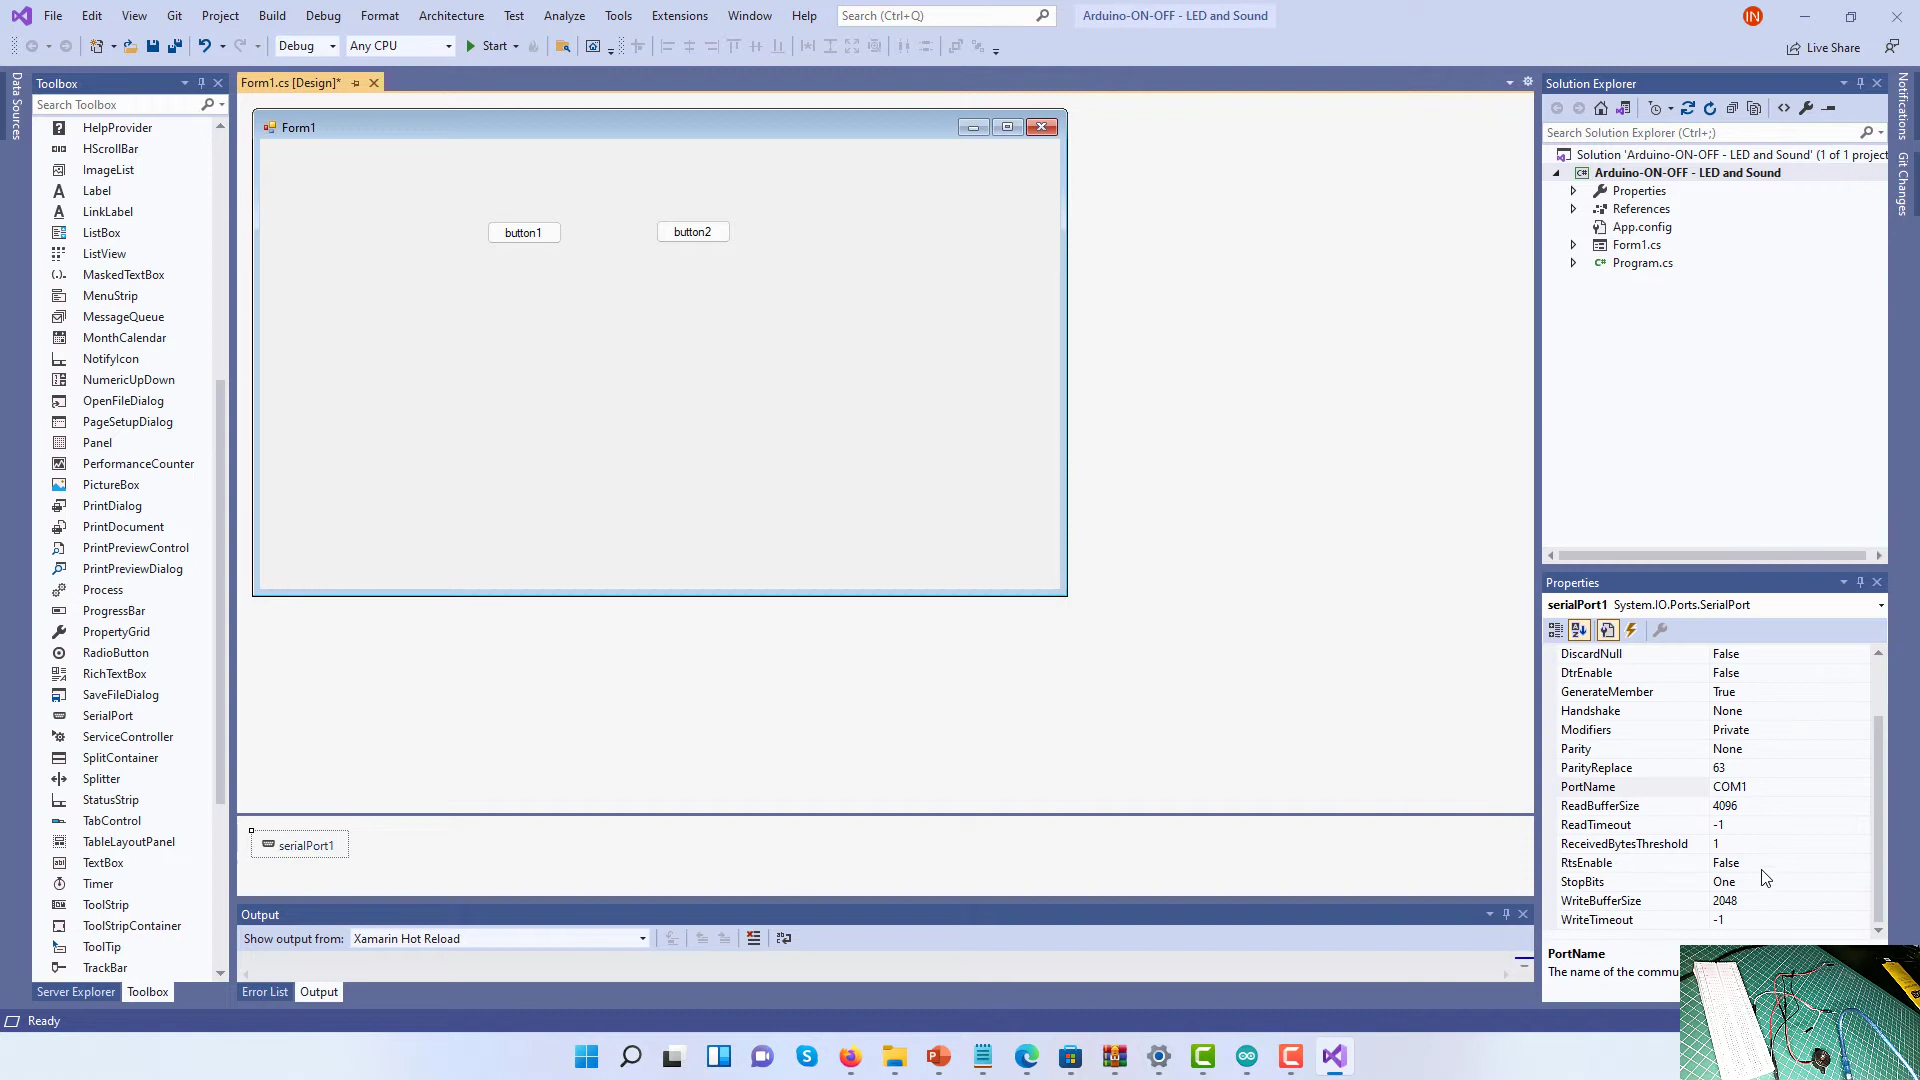 File Edit View Git Project Build Debug Format Architecture Test Analyze Tools Extensions Window Help Search (Ctrl+Q) Arduino-ON-OFF - LED and Sound IN
Debug Any CPU Start Live Share
Data Sources
Toolbox
Search Toolbox
HelpProvider
HScrollBar
ImageList
Label
LinkLabel
ListBox
ListView
MaskedTextBox
MenuStrip
MessageQueue
MonthCalendar
NotifyIcon
NumericUpDown
OpenFileDialog
PageSetupDialog
Panel
PerformanceCounter
PictureBox
PrintDialog
PrintDocument
PrintPreviewControl
PrintPreviewDialog
Process
ProgressBar
PropertyGrid
RadioButton
RichTextBox
SaveFileDialog
SerialPort
ServiceController
SplitContainer
Splitter
StatusStrip
TabControl
TableLayoutPanel
TextBox
Timer
ToolStrip
ToolStripContainer
ToolTip
TrackBar
Server Explorer Toolbox
Form1.cs [Design]*
Form1
button1 button2
serialPort1
Output
Show output from: Xamarin Hot Reload
Error List Output
Solution Explorer
Search Solution Explorer (Ctrl+;)
Solution 'Arduino-ON-OFF - LED and Sound' (1 of 1 project
C# Arduino-ON-OFF - LED and Sound
Properties
References
App.config
Form1.cs
C# Program.cs
Properties
serialPort1 System.IO.Ports.SerialPort
DiscardNull False
DtrEnable False
GenerateMember True
Handshake None
Modifiers Private
Parity None
ParityReplace 63
PortName COM1
ReadBufferSize 4096
ReadTimeout -1
ReceivedBytesThreshold 1
RtsEnable False
StopBits One
WriteBufferSize 2048
WriteTimeout -1
PortName
The name of the commu
Notifications
Git Changes
Ready